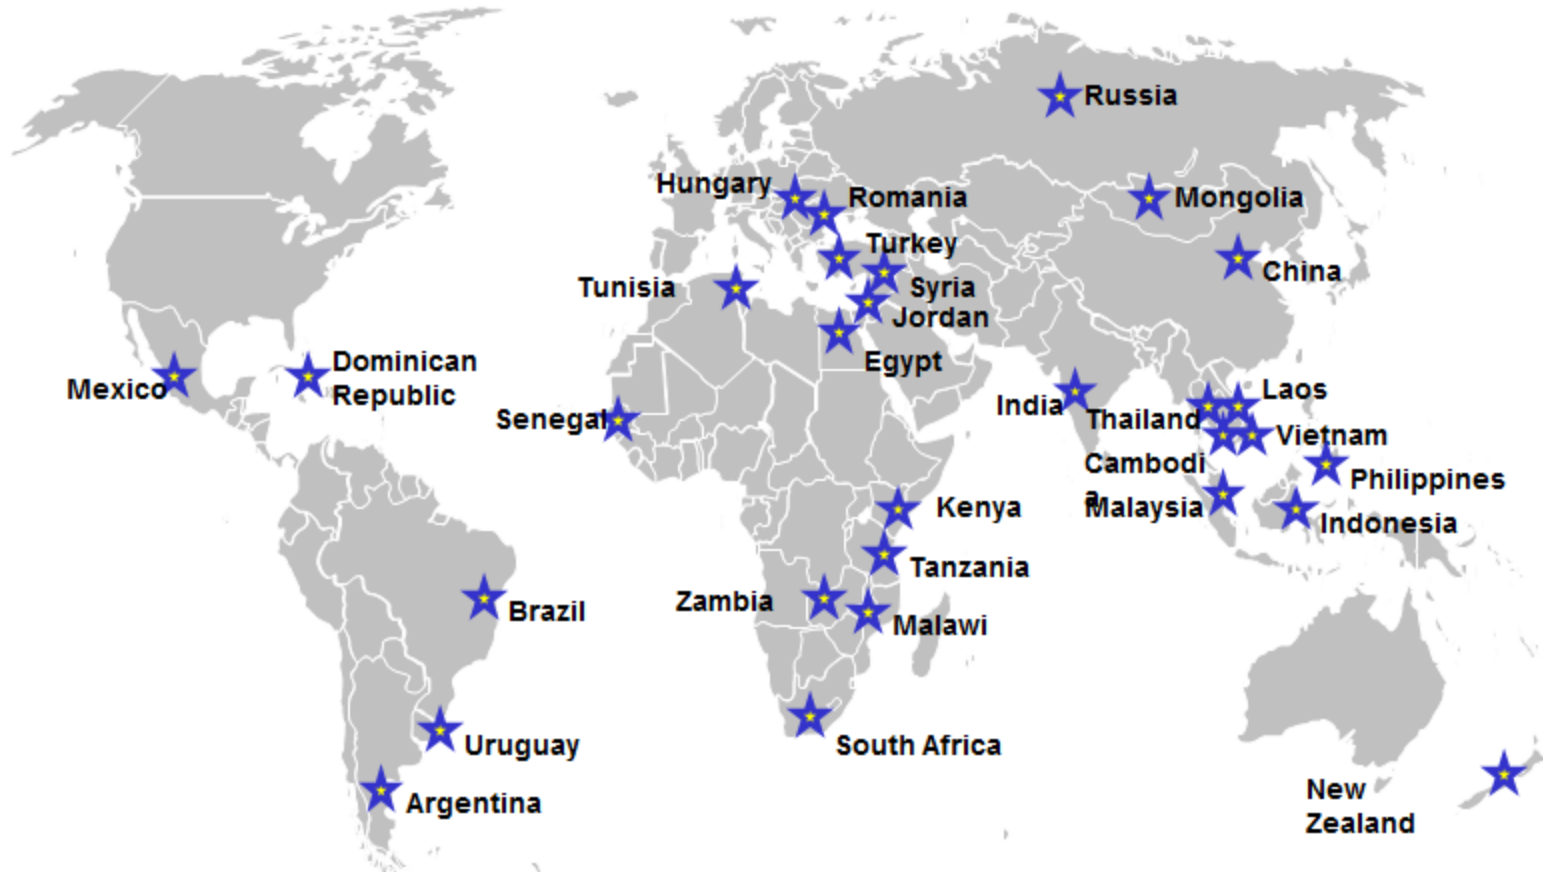 Russia
Hungary
Romania
Mongolia
Turkey
China
Tunisia
Syria
Jordan
Egypt
Dominican
Republic
Mexico
Laos
India
Thailand
Senegal
Vietnam
Cambodi
a
Philippines
Malaysia
Kenya
Indonesia
Tanzania
Zambia
Brazil
Malawi
Uruguay
South Africa
New
Zealand
Argentina